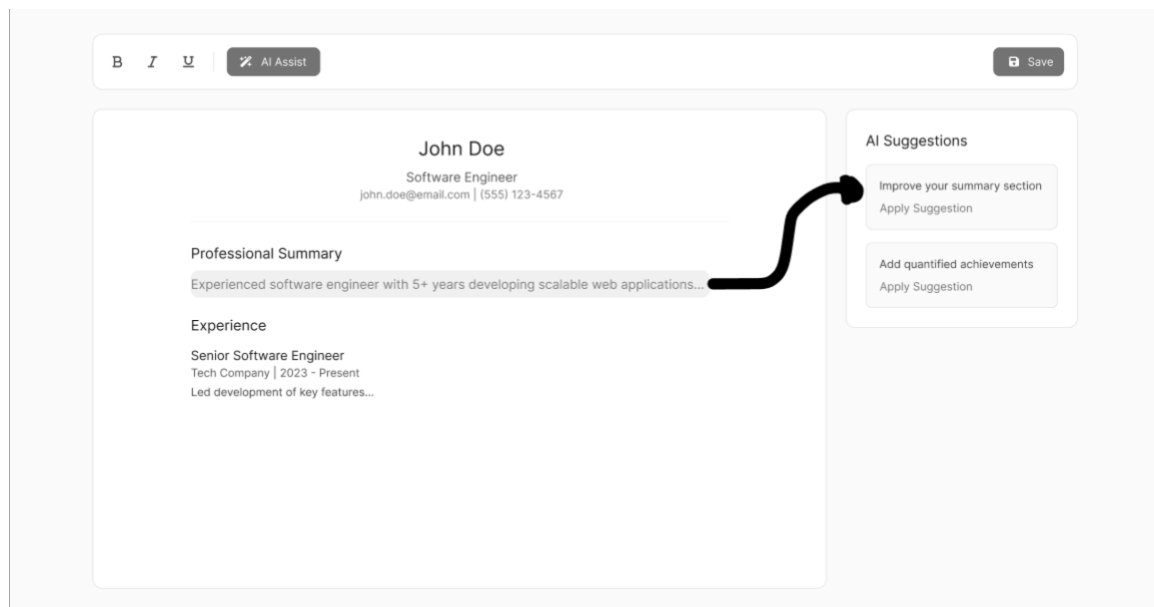 B I U AI Assist Save
John Doe
Software Engineer
john.doe@email.com | (555) 123-4567
Professional Summary
Experienced software engineer with 5+ years developing scalable web applications...
Experience
Senior Software Engineer
Tech Company | 2023 - Present
Led development of key features...
AI Suggestions
Improve your summary section
Apply Suggestion
Add quantified achievements
Apply Suggestion